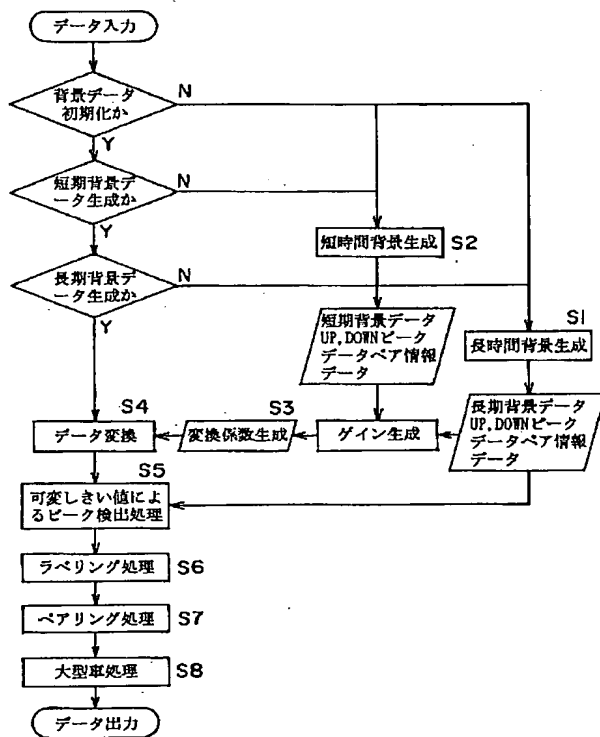 データ入力
背景データ
初期化か
N
Y
短期背景デ
ータ生成か
N
Y
短時間背景生成
S2
長期背景デ
ータ生成か
N
Y
短期背景データ
UP,DOWNピーク
データペア情報
データ
S1
長時間背景生成
長期背景データ
UP,DOWNピーク
データペア情報
データ
S4
データ変換
S3
変換係数生成
ゲイン生成
S5
可変しきい値によ
るピーク検出処理
ラベリング処理
S6
ペアリング処理
S7
大型車処理
S8
データ出力